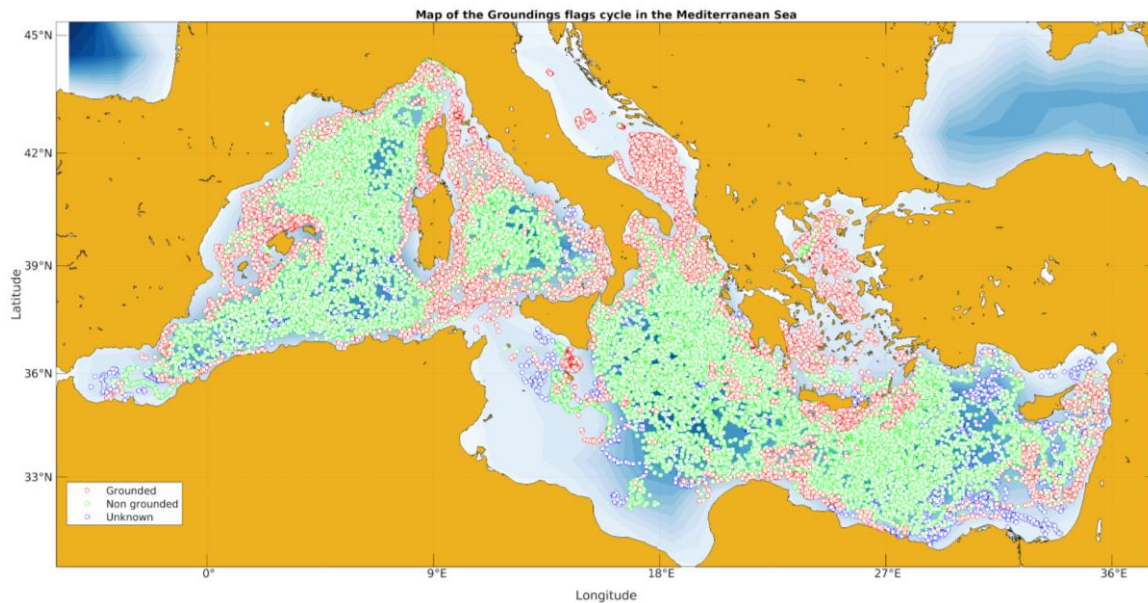 Map of the Groundings flags cycle in the Mediterranean Sea
45°N
42°N
39°N
36°N
33°N
Latitude
Grounded
Non grounded
Unknown
0°
9°E
18°E
27°E
36°E
Longitude